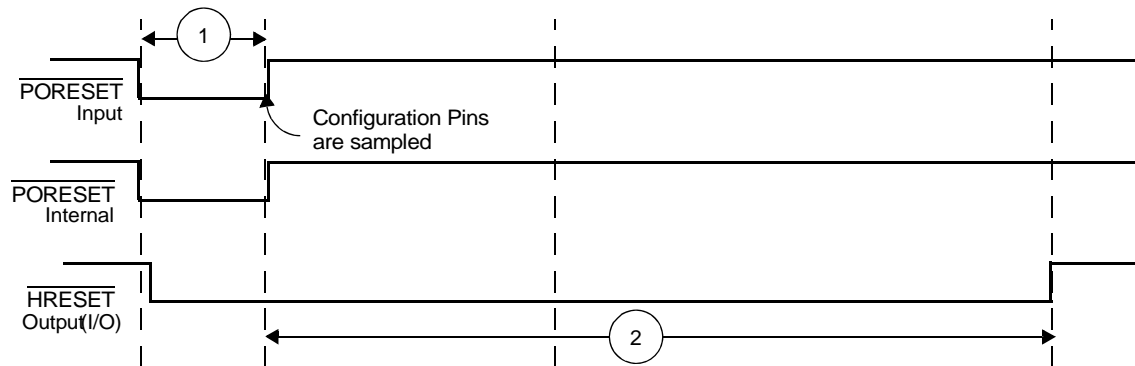 1
PORESET
Input
Configuration Pins
are sampled
PORESET
Internal
HRESET
Output(I/O)
2